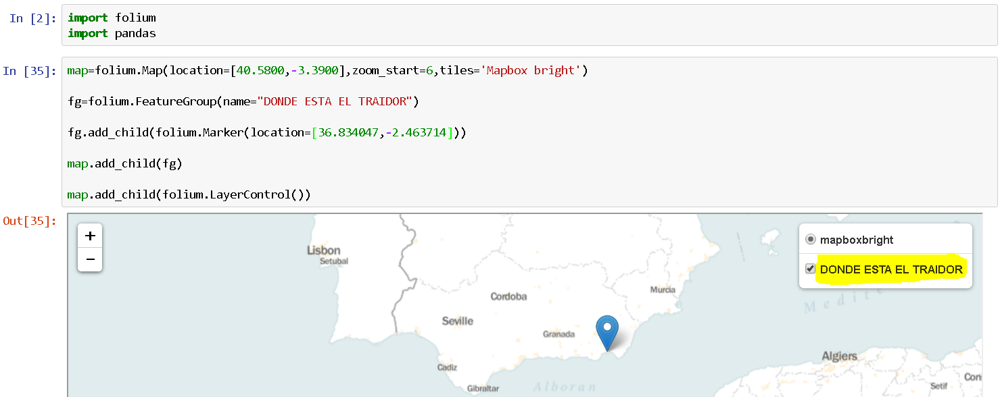 In [2]:
import folium
import pandas
In [35]:
map=folium.Map(location=[40.5800,-3.3900],zoom_start=6,tiles='Mapbox bright')
fg=folium.FeatureGroup(name="DONDE ESTA EL TRAIDOR")
fg.add_child(folium.Marker(location=[36.834047,-2.463714]))
map.add_child(fg)
map.add_child(folium.LayerControl())
Out[35]:
+
−
mapboxbright
DONDE ESTA EL TRAIDOR
Lisbon
Setubal
Cordoba
Murcia
Seville
Granada
Cadiz
Gibraltar
Alboran
Algiers
Setif